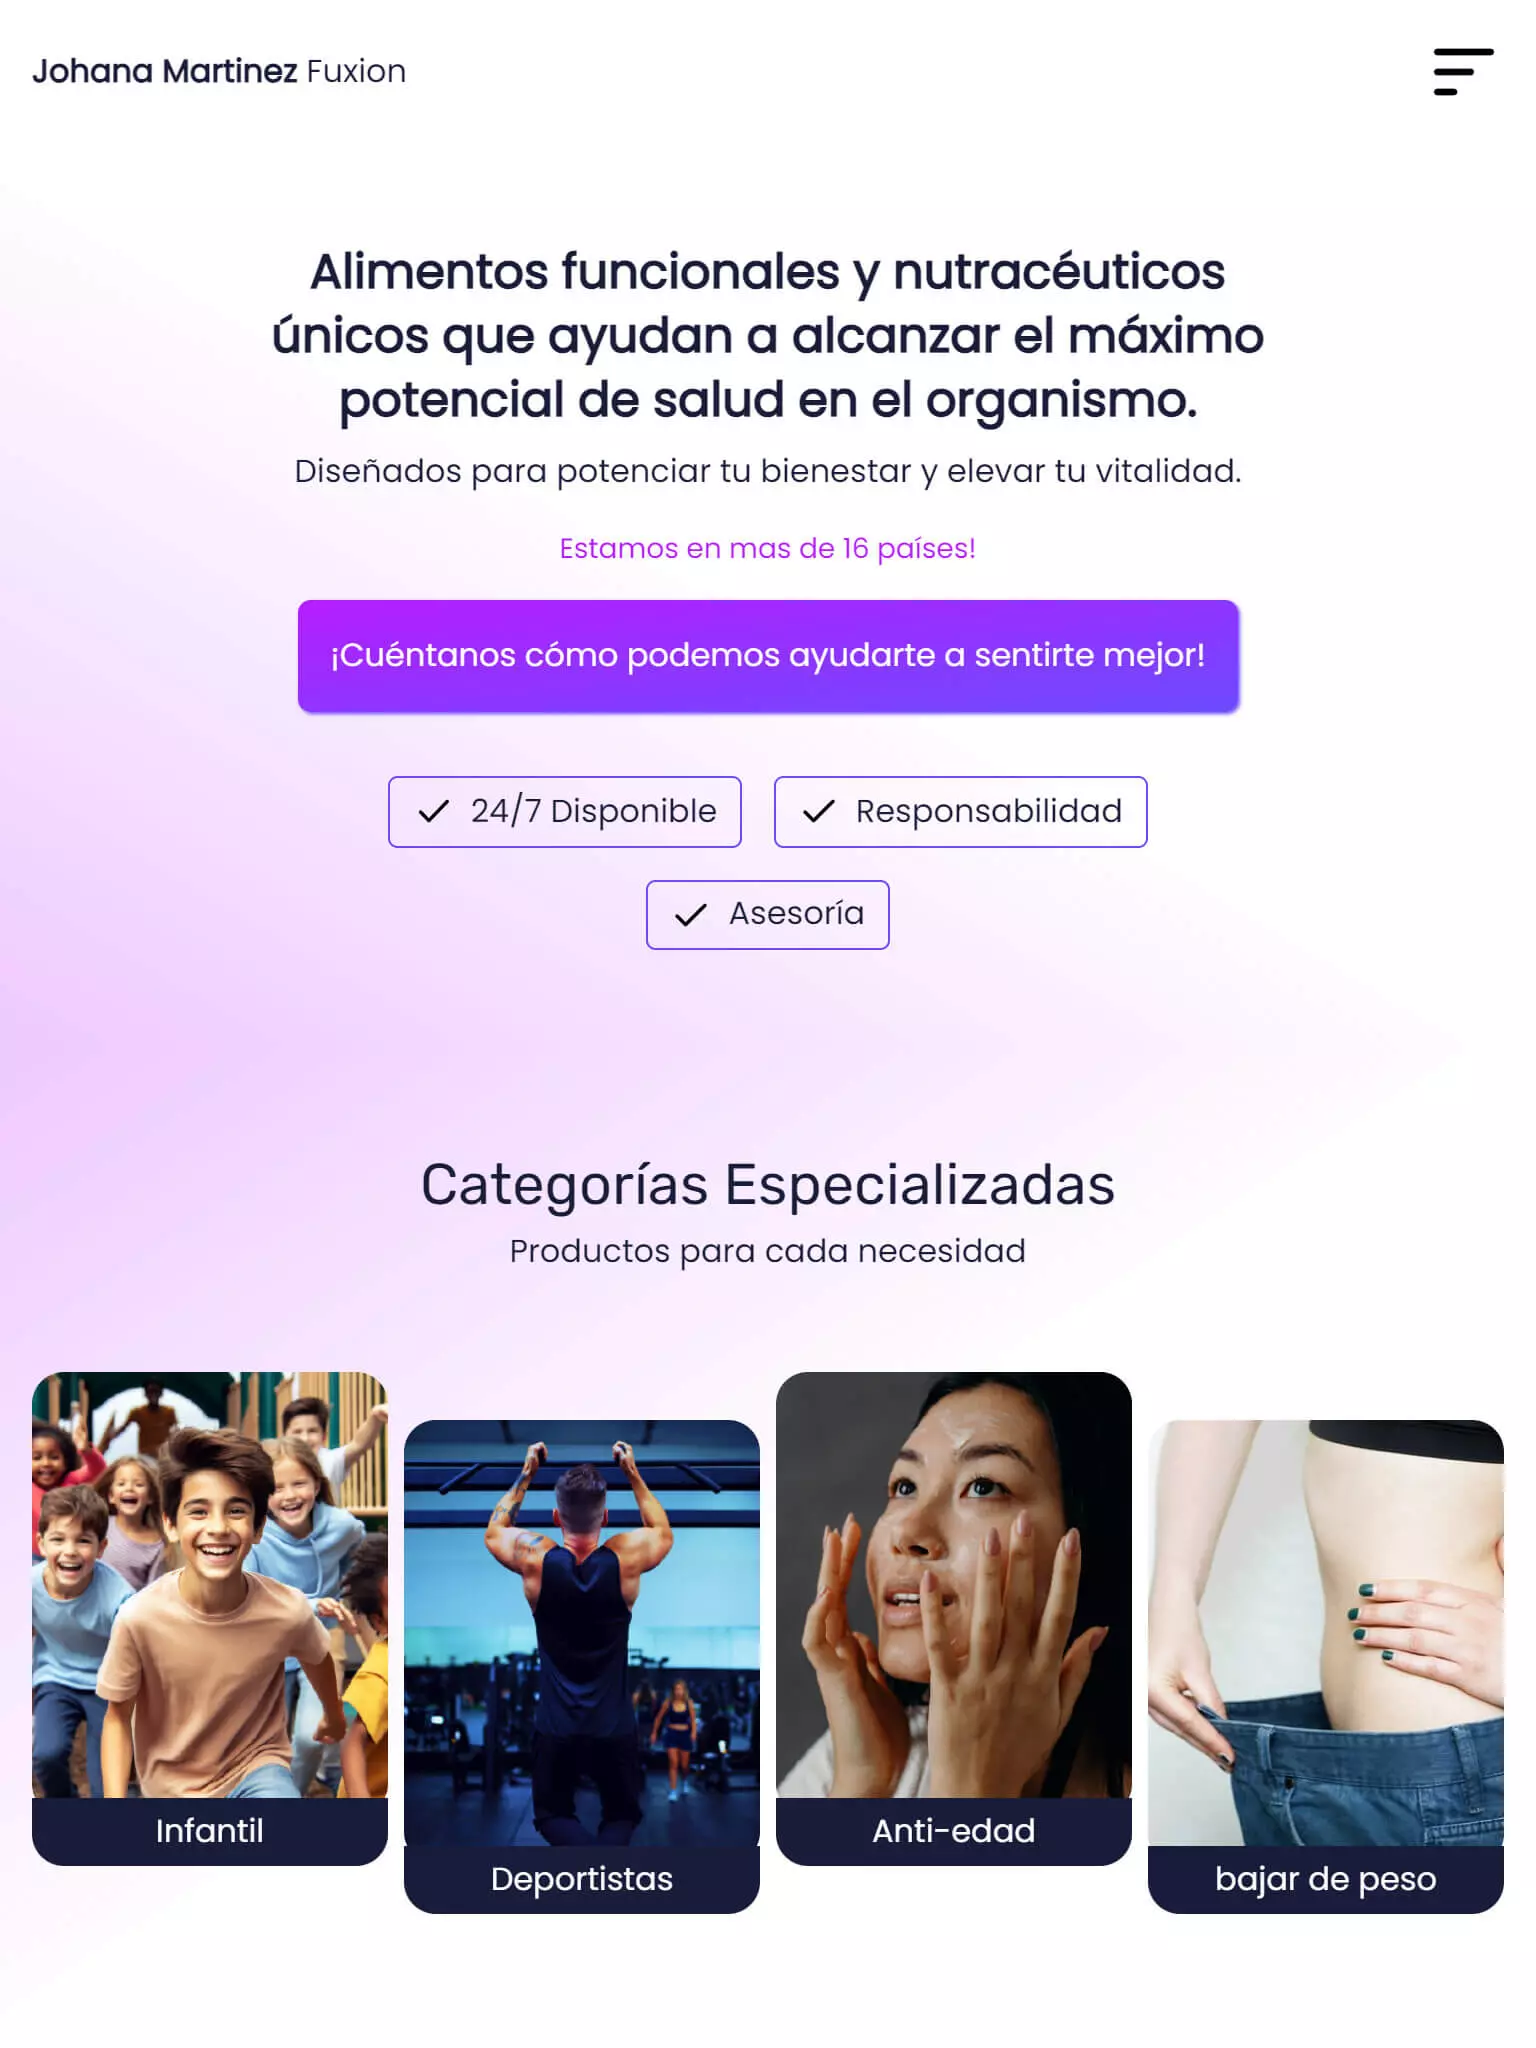 Johana Martinez Fuxion
Alimentos funcionales y nutracéuticos
únicos que ayudan a alcanzar el máximo
potencial de salud en el organismo.
Diseñados para potenciar tu bienestar y elevar tu vitalidad.
Estamos en mas de 16 países!
¡Cuéntanos cómo podemos ayudarte a sentirte mejor!
24/7 Disponible
Responsabilidad
Asesoría
Categorías Especializadas
Productos para cada necesidad
Infantil
Deportistas
Anti-edad
bajar de peso